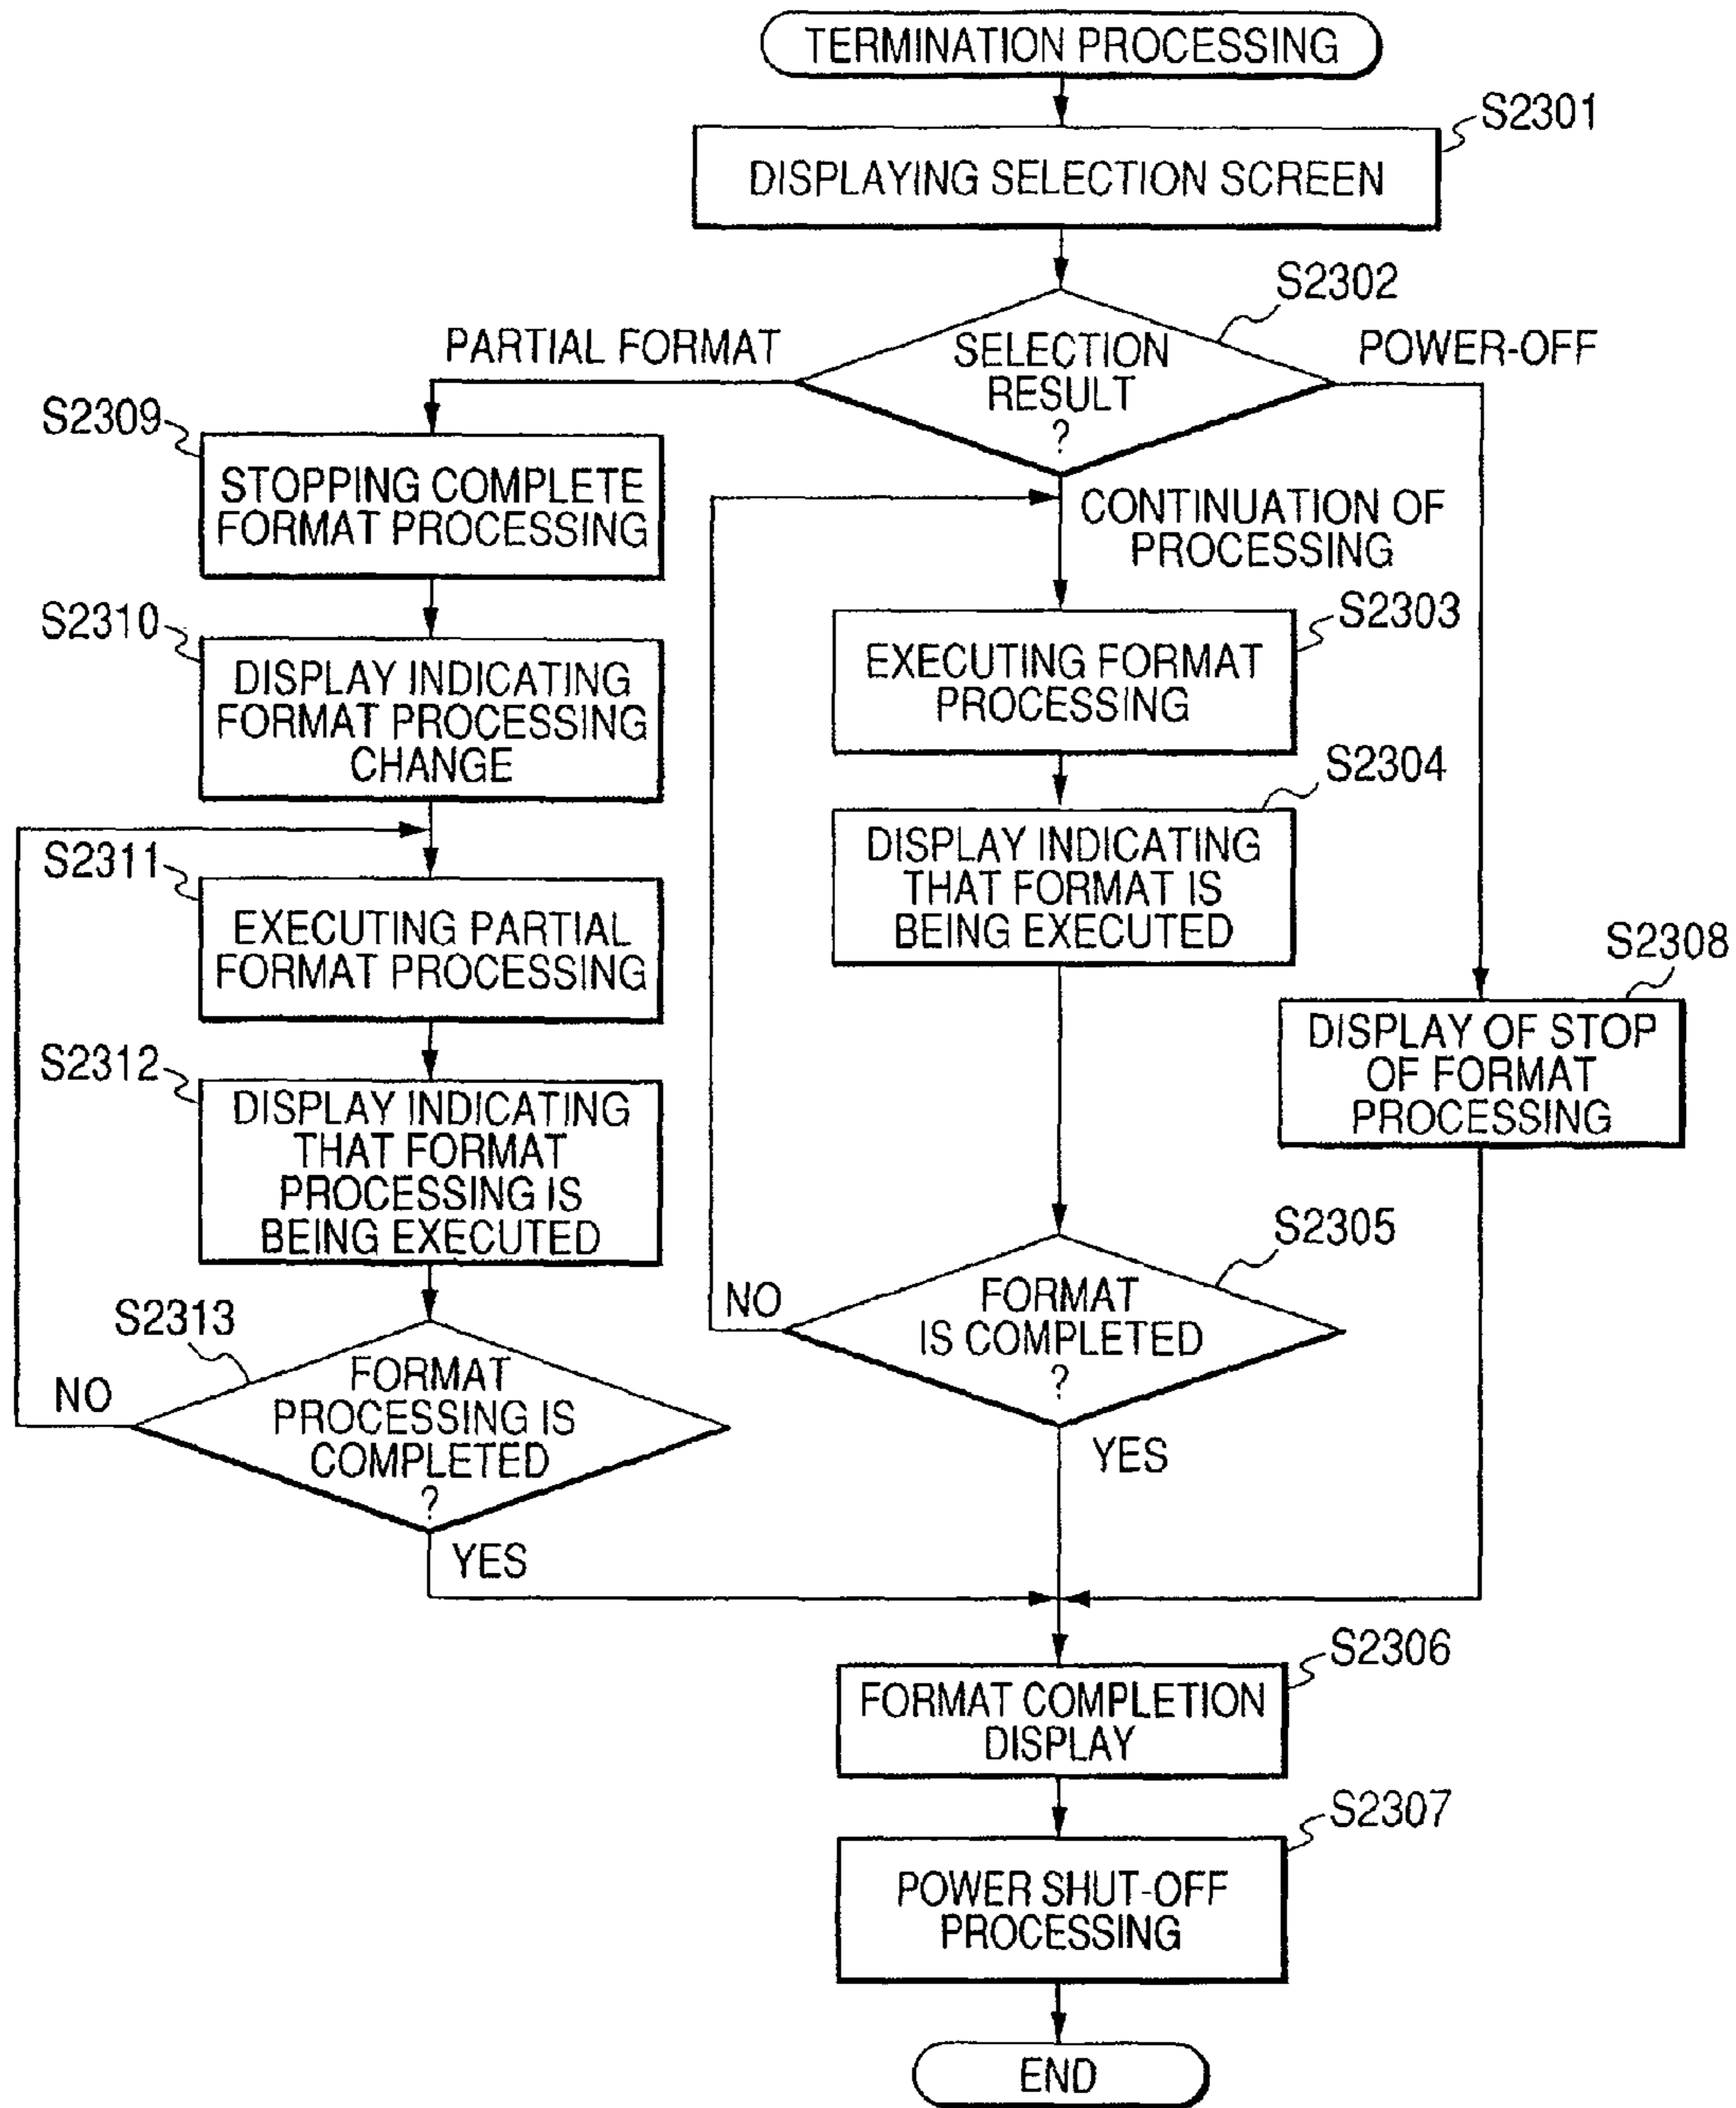 TERMINATION PROCESSING
S2301
DISPLAYING SELECTION SCREEN
S2302
PARTIAL FORMAT
SELECTION
RESULT
?
POWER-OFF
S2309
STOPPING COMPLETE
FORMAT PROCESSING
CONTINUATION OF
PROCESSING
S2310
DISPLAY INDICATING
FORMAT PROCESSING
CHANGE
S2303
EXECUTING FORMAT
PROCESSING
S2304
DISPLAY INDICATING
THAT FORMAT IS
BEING EXECUTED
S2311
EXECUTING PARTIAL
FORMAT PROCESSING
S2308
DISPLAY OF STOP
OF FORMAT
PROCESSING
S2312
DISPLAY INDICATING
THAT FORMAT
PROCESSING IS
BEING EXECUTED
S2305
NO
FORMAT
IS COMPLETED
?
YES
S2313
NO
FORMAT
PROCESSING IS
COMPLETED
?
YES
S2306
FORMAT COMPLETION
DISPLAY
S2307
POWER SHUT-OFF
PROCESSING
END